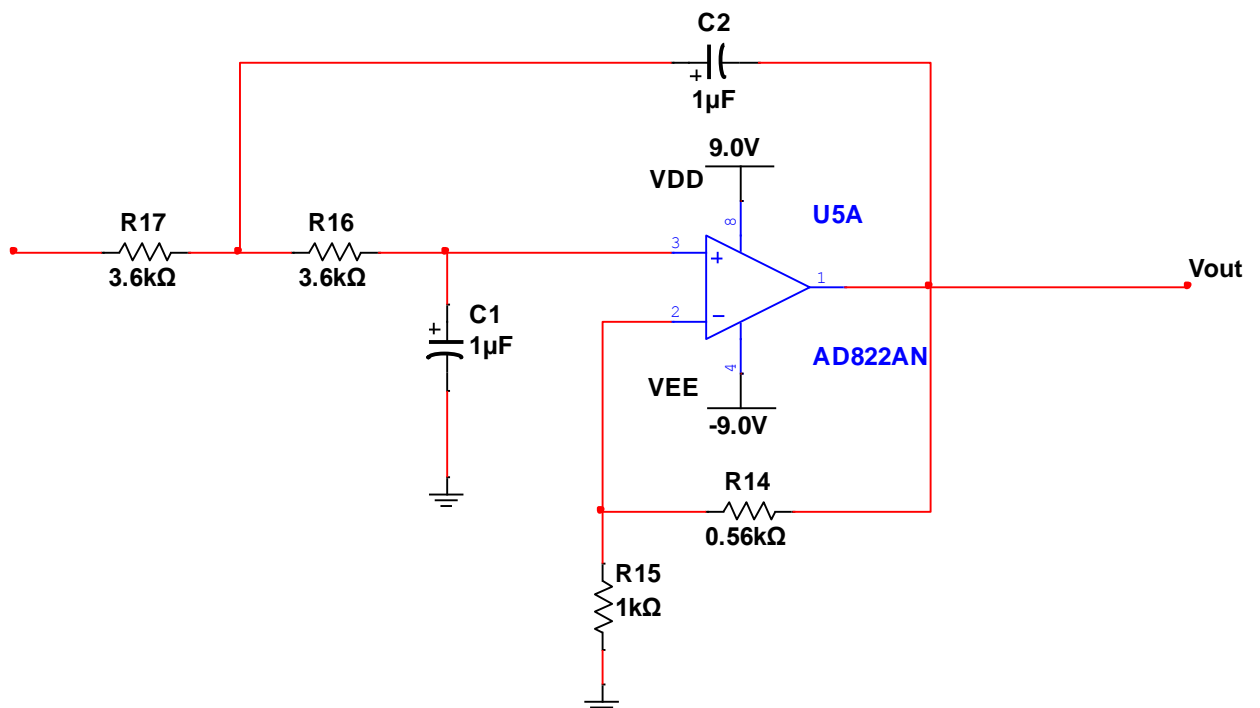 C2
1µF
9.0V
VDD
U5A
8
R17
3.6kΩ
R16
3.6kΩ
3
1
Vout
2
C1
1µF
AD822AN
4
VEE
-9.0V
R14
0.56kΩ
R15
1kΩ